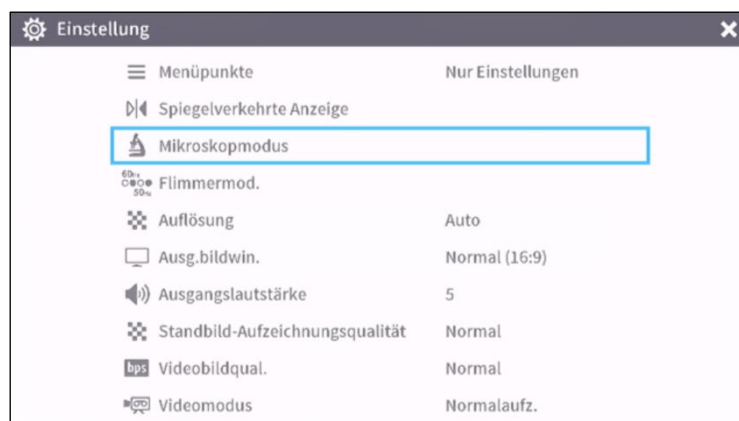 Einstellung
Menüpunkte Nur Einstellungen
Spiegelverkehrte Anzeige
Mikroskopmodus
60Hz
50Hz
Flimmermod.
Auflösung Auto
Ausg.bildwin. Normal (16:9)
Ausgangslautstärke 5
Standbild-Aufzeichnungsqualität Normal
bps Videobildqual. Normal
Videomodus Normalaufz.